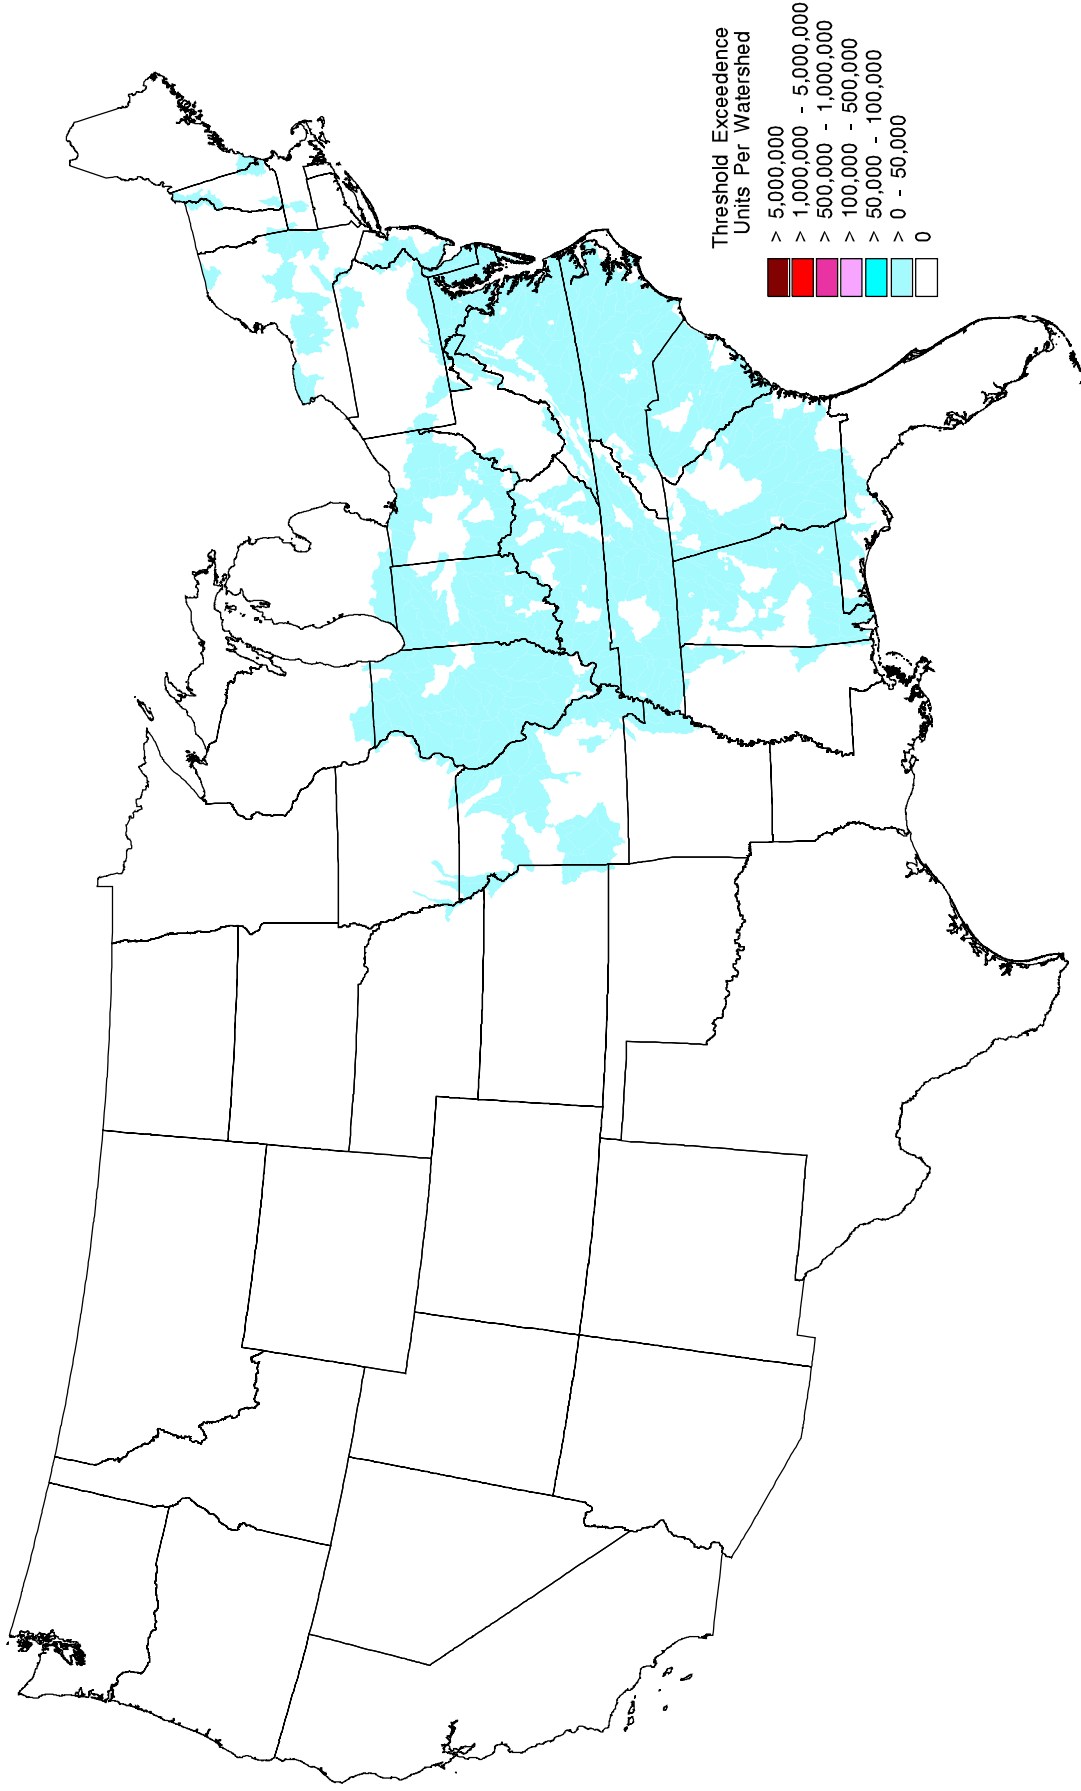 Threshold Exceedence
Units Per Watershed
> 5,000,000
> 1,000,000 - 5,000,000
> 500,000 - 1,000,000
> 100,000 - 500,000
> 50,000 - 100,000
> 0 - 50,000
0